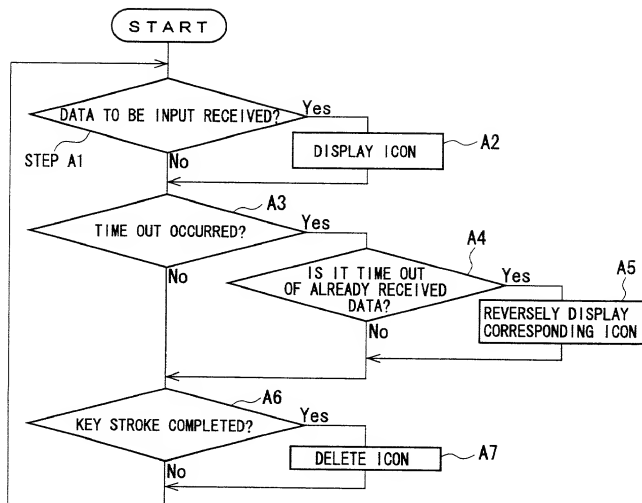 START
DATA TO BE INPUT RECEIVED?
Yes
STEP A1
No
DISPLAY ICON
A2
TIME OUT OCCURRED?
A3
Yes
No
IS IT TIME OUT
OF ALREADY RECEIVED
DATA?
A4
Yes
No
A5
REVERSELY DISPLAY
CORRESPONDING ICON
KEY STROKE COMPLETED?
A6
Yes
No
DELETE ICON
A7